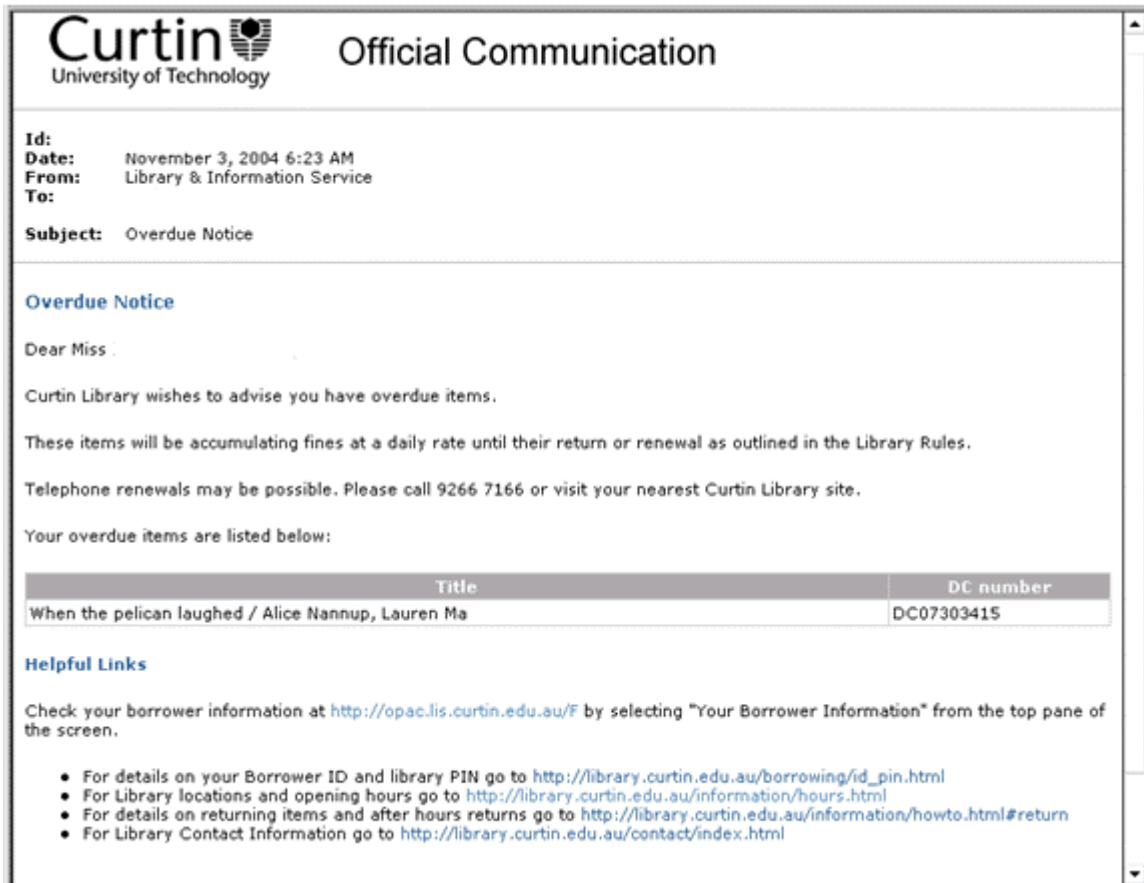 Curtin
University of Technology
Official Communication
Id:
Date: November 3, 2004 6:23 AM
From: Library & Information Service
To:
Subject: Overdue Notice
Overdue Notice
Dear Miss
Curtin Library wishes to advise you have overdue items.
These items will be accumulating fines at a daily rate until their return or renewal as outlined in the Library Rules.
Telephone renewals may be possible. Please call 9266 7166 or visit your nearest Curtin Library site.
Your overdue items are listed below:
Title DC number
When the pelican laughed / Alice Nannup, Lauren Ma DC07303415
Helpful Links
Check your borrower information at http://opac.lis.curtin.edu.au/F by selecting "Your Borrower Information" from the top pane of
the screen.
• For details on your Borrower ID and library PIN go to http://library.curtin.edu.au/borrowing/id_pin.html
• For Library locations and opening hours go to http://library.curtin.edu.au/information/hours.html
• For details on returning items and after hours returns go to http://library.curtin.edu.au/information/howto.html#return
• For Library Contact Information go to http://library.curtin.edu.au/contact/index.html